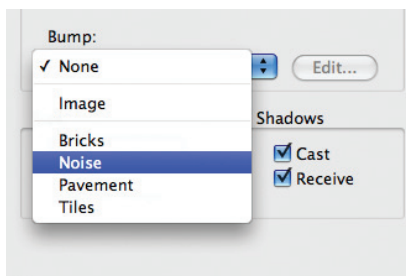 Bump:
✓ None
Edit...
Image
Shadows
Bricks
Cast
Noise
Receive
Pavement
Tiles